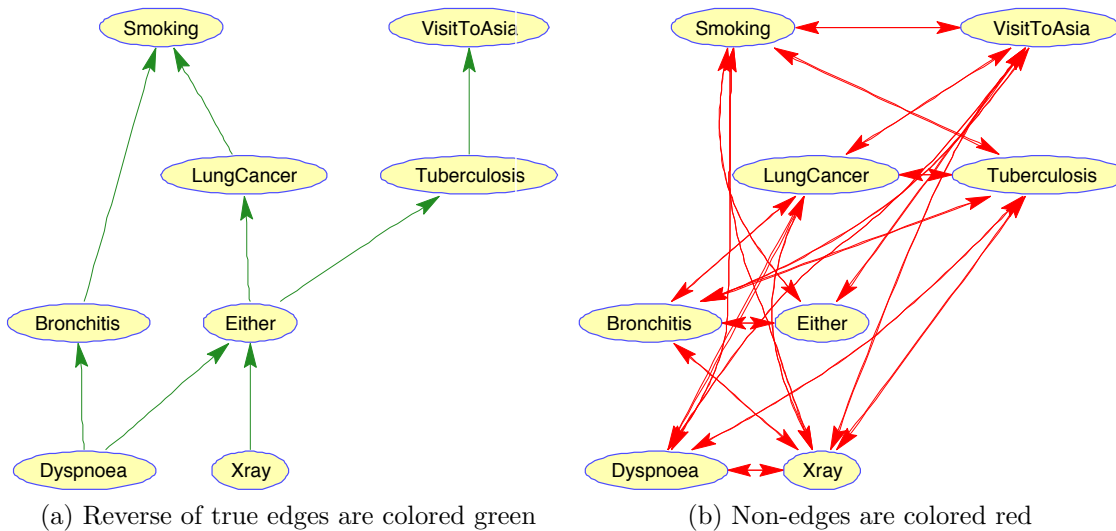 Smoking VisitToAsia Smoking VisitToAsia
LungCancer Tuberculosis LungCancer Tuberculosis
Bronchitis Either Bronchitis Either
Dyspnoea Xray Dyspnoea Xray
(a) Reverse of true edges are colored green (b) Non-edges are colored red